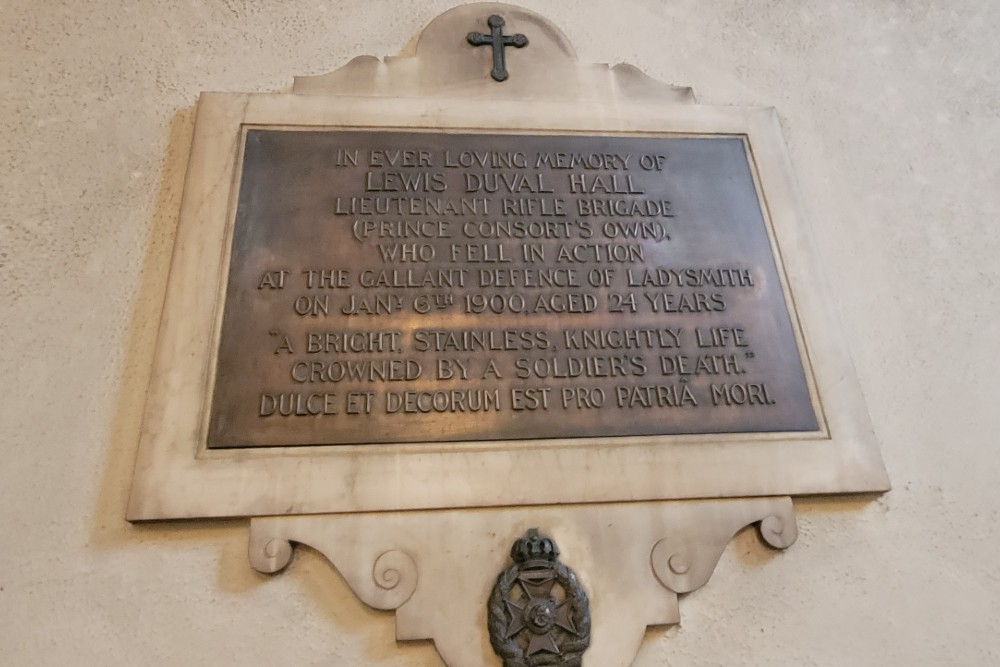 IN EVER LOVING MEMORY OF
LEWIS DUVAL HALL
LIEUTENANT RIFLE BRIGADE
(PRINCE CONSORT'S OWN).
WHO FELL IN ACTION
AT THE GALLANT DEFENCE OF LADYSMITH
ON JANY. 6TH 1900, AGED 24 YEARS
"A BRIGHT, STAINLESS, KNIGHTLY LIFE
CROWNED BY A SOLDIER'S DEATH."
DULCE ET DECORUM EST PRO PATRIÂ MORI.